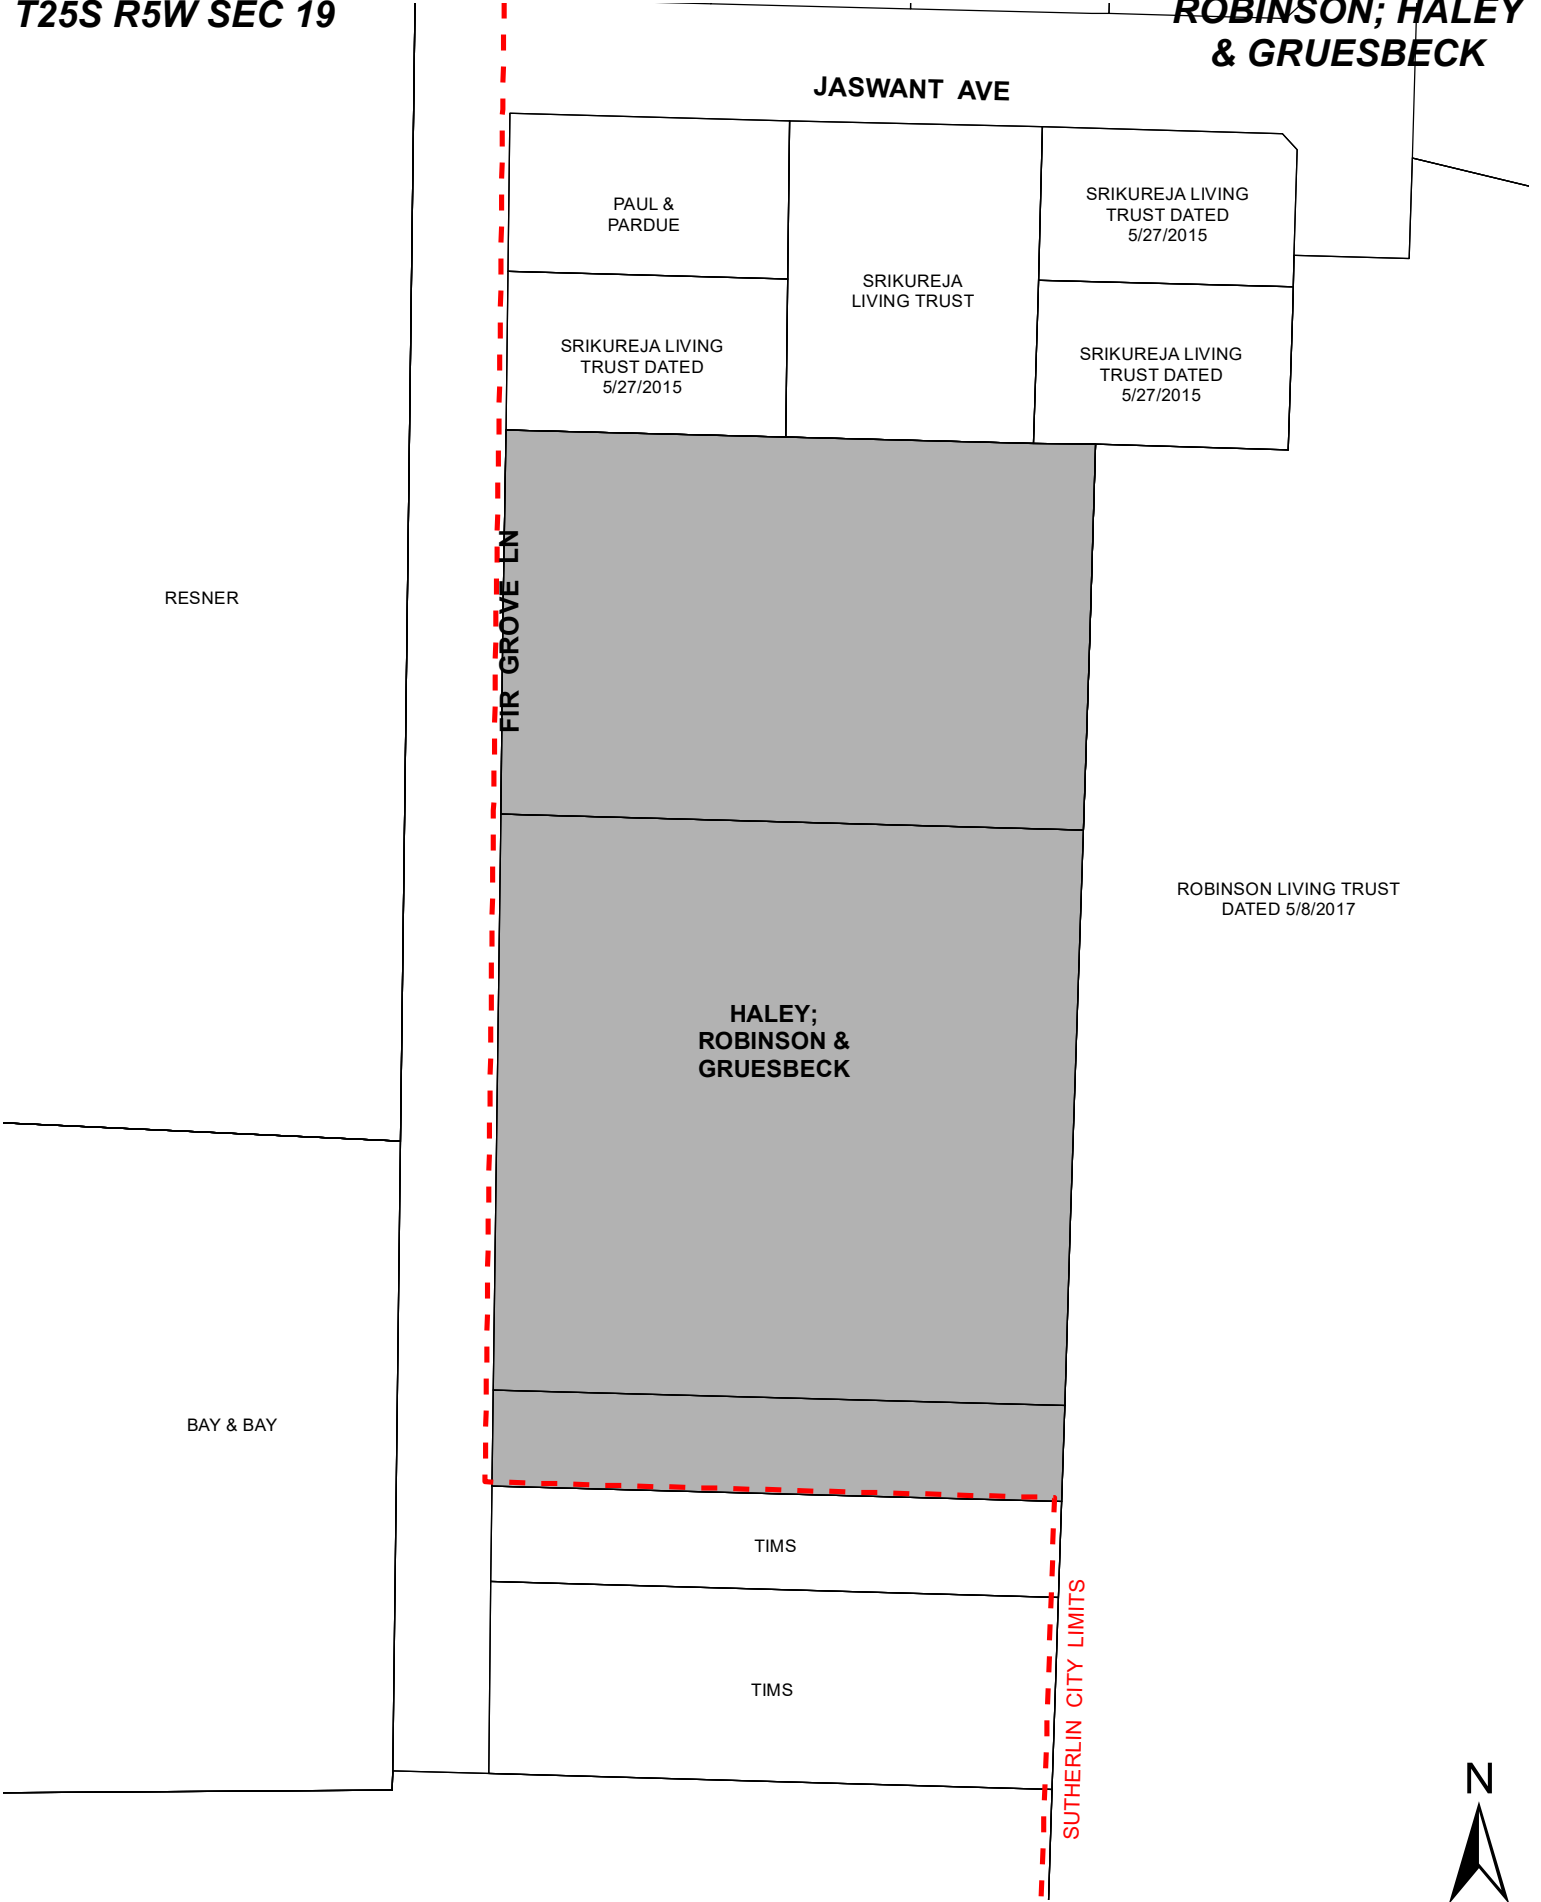 T25S R5W SEC 19
ROBINSON; HALEY
& GRUESBECK
JASWANT AVE
PAUL &
PARDUE
SRIKUREJA LIVING
TRUST DATED
5/27/2015
SRIKUREJA
LIVING TRUST
SRIKUREJA LIVING
TRUST DATED
5/27/2015
SRIKUREJA LIVING
TRUST DATED
5/27/2015
FIR GROVE LN
RESNER
ROBINSON LIVING TRUST
DATED 5/8/2017
HALEY;
ROBINSON &
GRUESBECK
BAY & BAY
TIMS
TIMS
SUTHERLIN CITY LIMITS
N